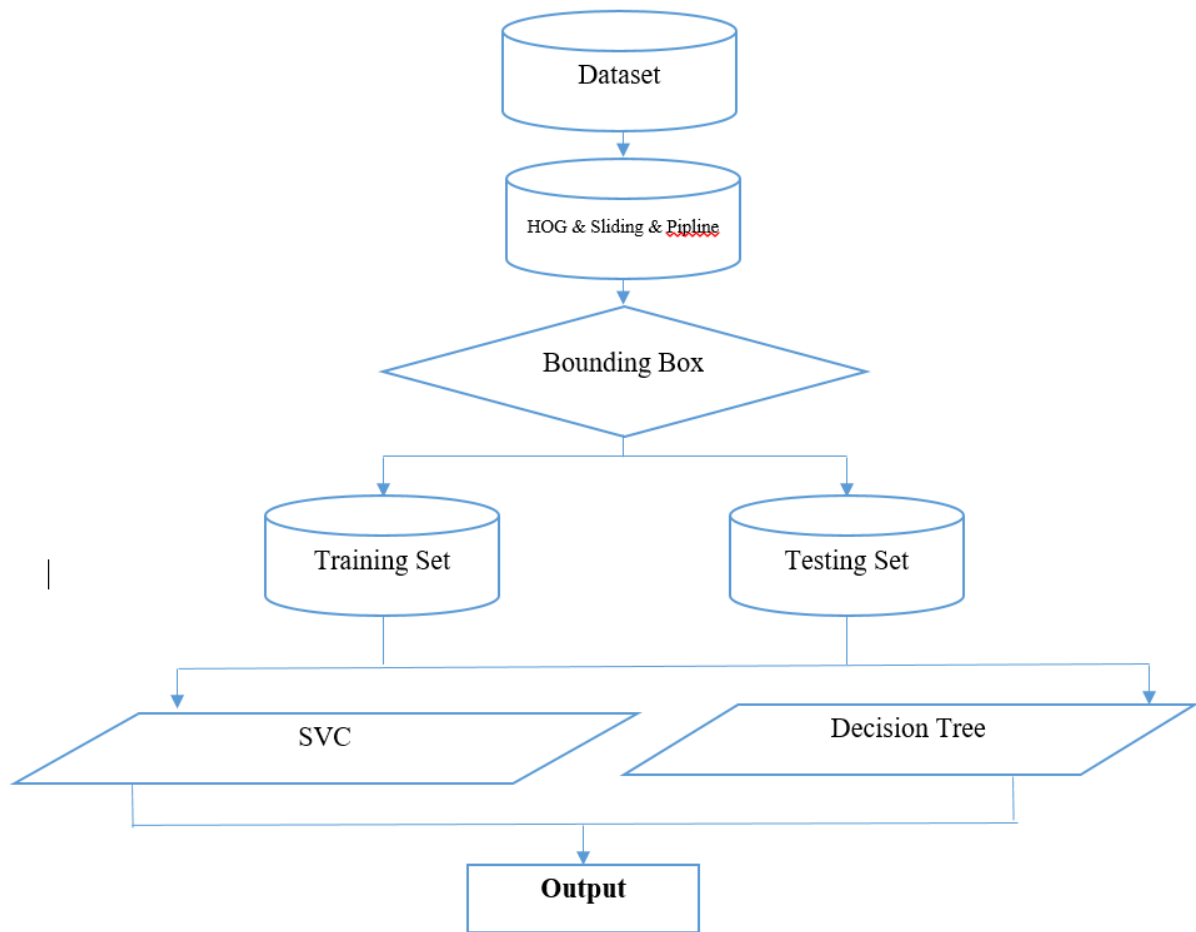 Dataset
HOG & Sliding & Pipline
Bounding Box
Training Set
Testing Set
SVC
Decision Tree
Output